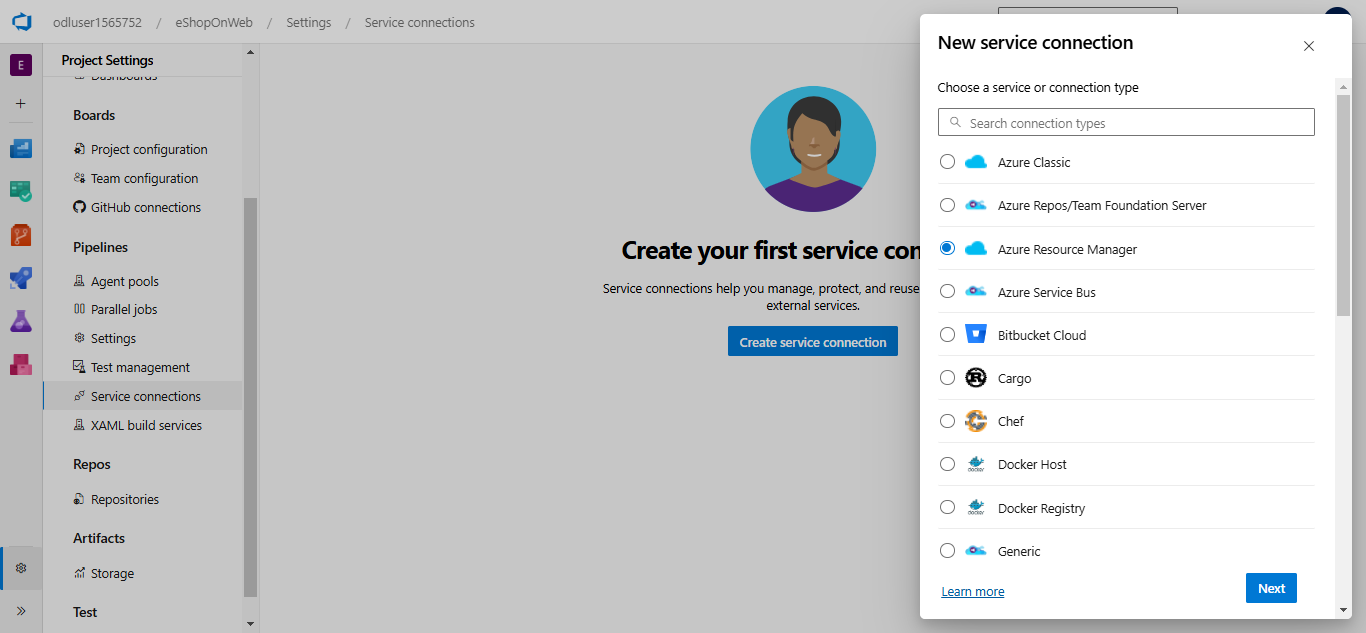 odluser1565752 / eShopOnWeb / Settings / Service connections
E
Project Settings
Dashboards
Boards
Project configuration
Team configuration
GitHub connections
Pipelines
Agent pools
Parallel jobs
Settings
Test management
Service connections
XAML build services
Repos
Repositories
Artifacts
Storage
Test
Create your first service con
Service connections help you manage, protect, and reuse
external services.
Create service connection
New service connection
Choose a service or connection type
Search connection types
Azure Classic
Azure Repos/Team Foundation Server
Azure Resource Manager
Azure Service Bus
Bitbucket Cloud
Cargo
Chef
Docker Host
Docker Registry
Generic
Learn more
Next